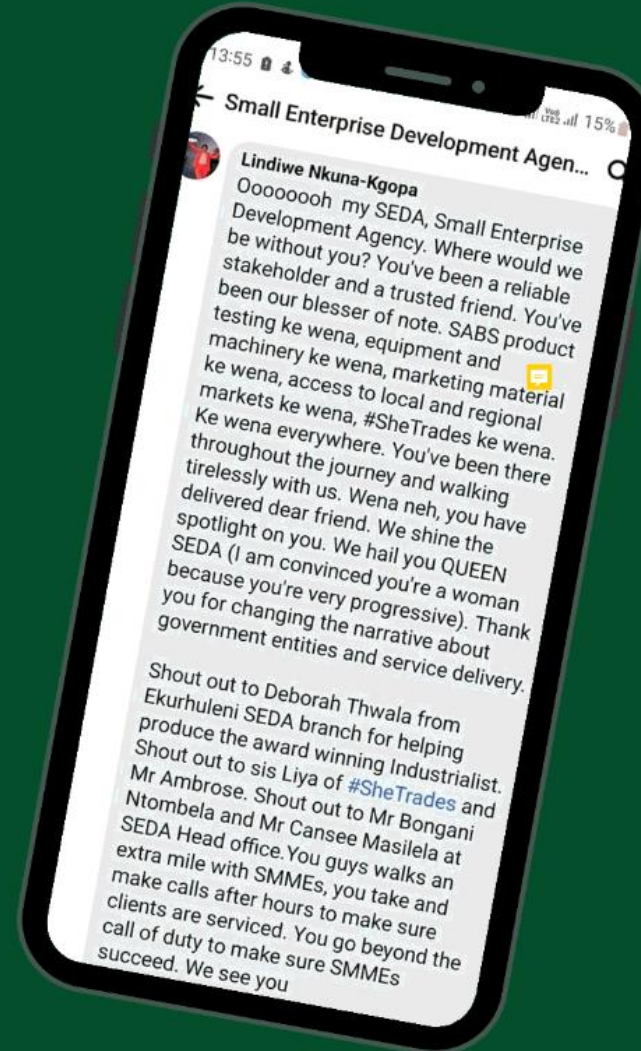 13:55
Vo) LTE2 15%
Small Enterprise Development Agen...
Lindiwe Nkuna-Kgopa
Oooooooh my SEDA, Small Enterprise
Development Agency. Where would we
be without you? You've been a reliable
stakeholder and a trusted friend. You've
been our blesser of note. SABS product
testing ke wena, equipment and
machinery ke wena, marketing material
ke wena, access to local and regional
markets ke wena, #SheTrades ke wena.
Ke wena everywhere. You've been there
throughout the journey and walking
tirelessly with us. Wena neh, you have
delivered dear friend. We shine the
spotlight on you. We hail you QUEEN
SEDA (I am convinced you're a woman
because you're very progressive). Thank
you for changing the narrative about
government entities and service delivery.
Shout out to Deborah Thwala from
Ekurhuleni SEDA branch for helping
produce the award winning Industrialist.
Shout out to sis Liya of #SheTrades and
Mr Ambrose. Shout out to Mr Bongani
Ntombela and Mr Cansee Masilela at
SEDA Head office.You guys walks an
extra mile with SMMEs, you take and
make calls after hours to make sure
clients are serviced. You go beyond the
call of duty to make sure SMMEs
succeed. We see you